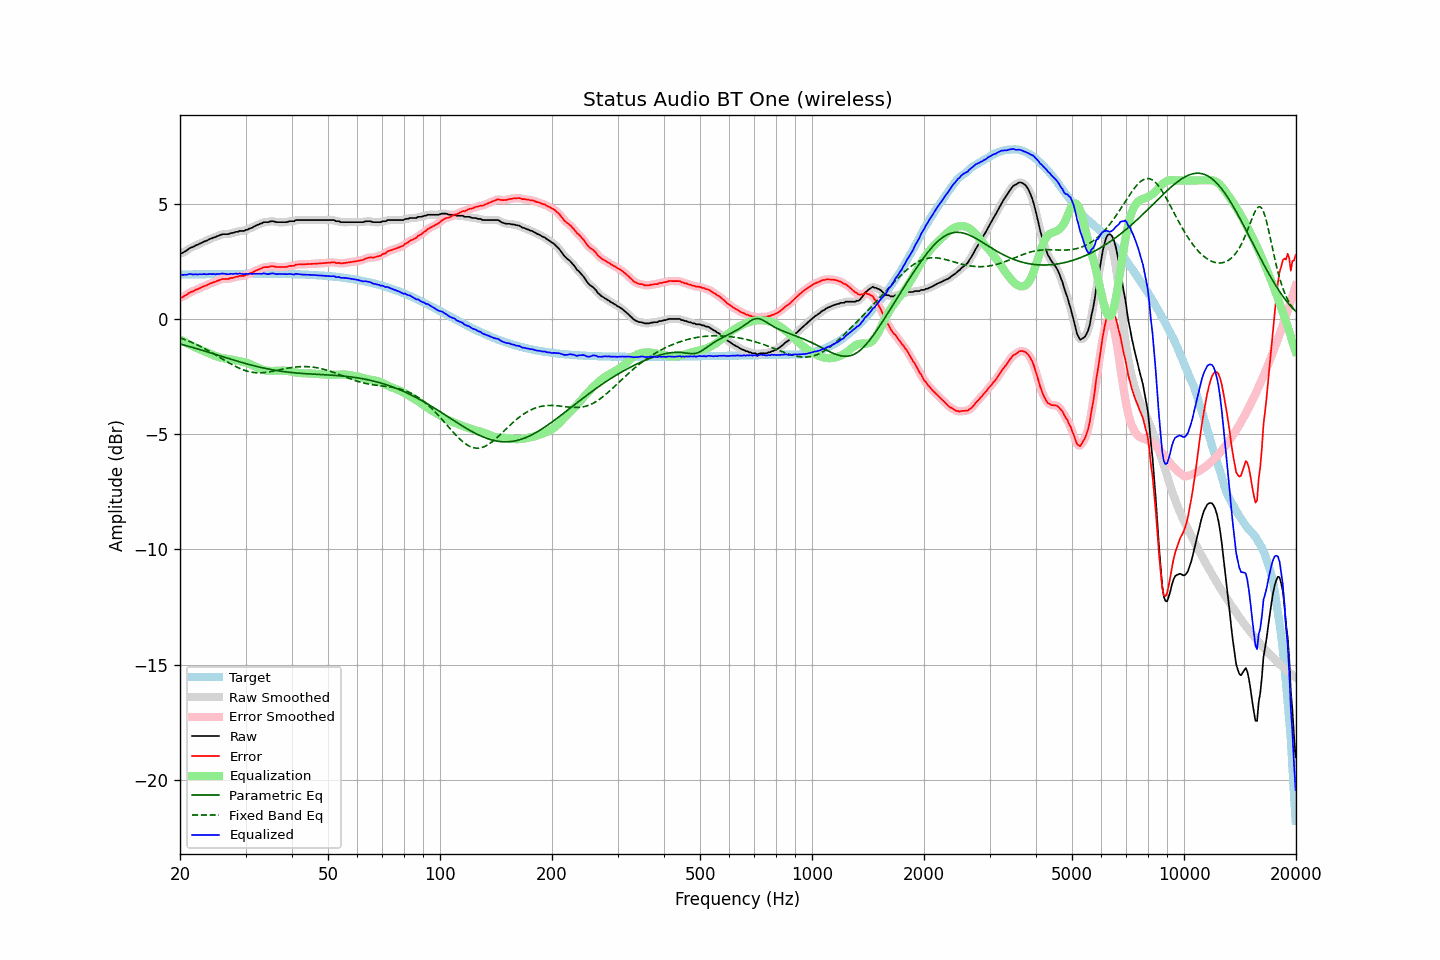 Status Audio BT One (wireless)
Amplitude (dBr)
5
0
−5
−10
−15
−20
Target
Raw Smoothed
Error Smoothed
Raw
Error
Equalization
Parametric Eq
Fixed Band Eq
Equalized
20 50 100 200 500 1000 2000 5000 10000 20000
Frequency (Hz)